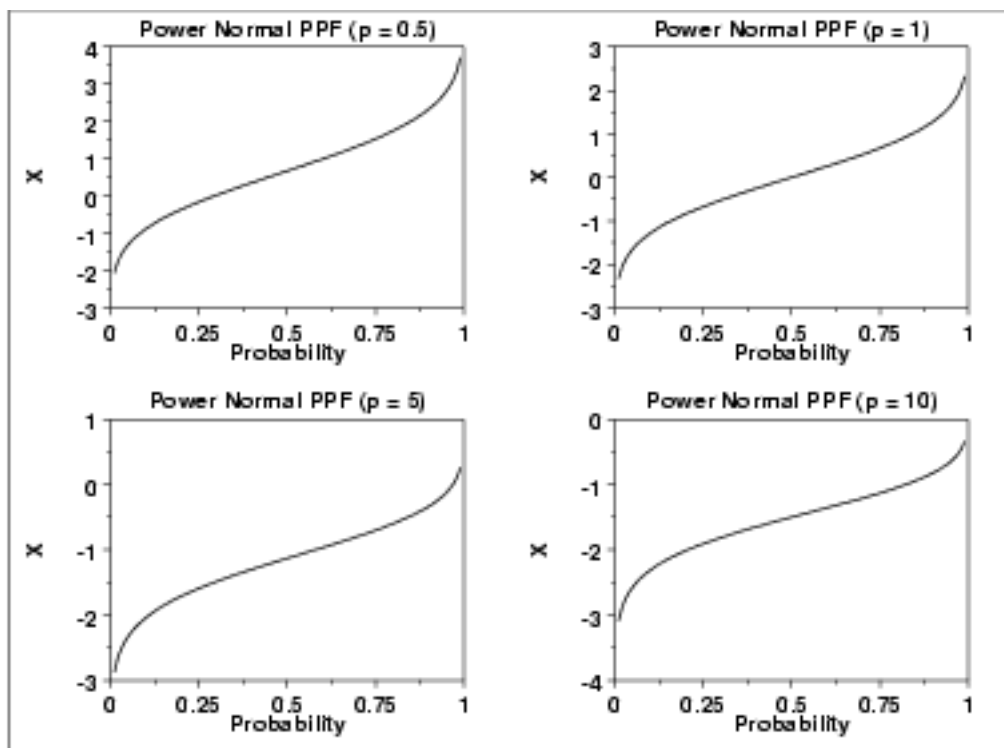 Power Normal PPF (p = 0.5)
4
3
2
1
0
-1
-2
-3
X
0 0.25 0.5 0.75 1
Probability
Power Normal PPF (p = 1)
3
2
1
0
-1
-2
-3
X
0 0.25 0.5 0.75 1
Probability
Power Normal PPF (p = 5)
1
0
-1
-2
-3
X
0 0.25 0.5 0.75 1
Probability
Power Normal PPF (p = 10)
0
-1
-2
-3
-4
X
0 0.25 0.5 0.75 1
Probability